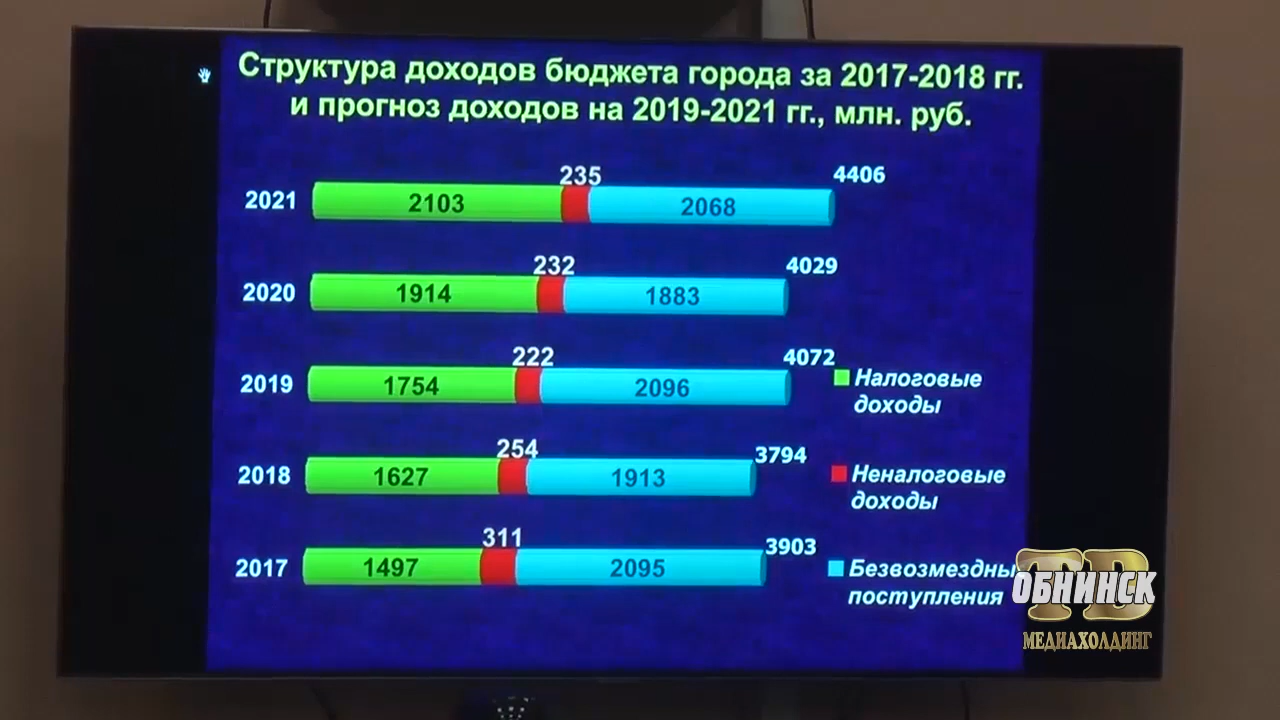 Структура доходов бюджета города за 2017-2018 гг.
и прогноз доходов на 2019-2021 гг., млн. руб.
2021 2103 235 2068 4406
2020 1914 232 1883 4029
2019 1754 222 2096 4072
2018 1627 254 1913 3794
2017 1497 311 2095 3903
Налоговые
доходы
Неналоговые
доходы
Безвозмездны
поступления
ТВ
ОБНИНСК
МЕДИАХОЛДИНГ